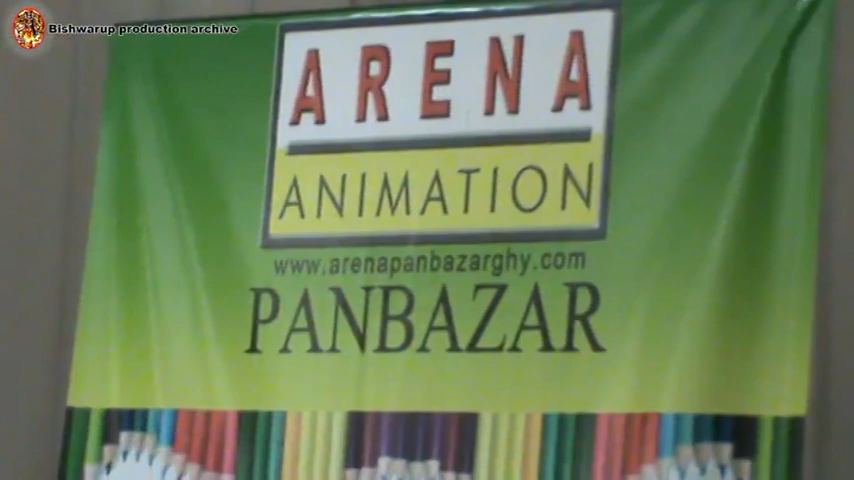 Bishwarup production archive
ARENA
ANIMATION
www.arenapanbazarghy.com
PANBAZAR